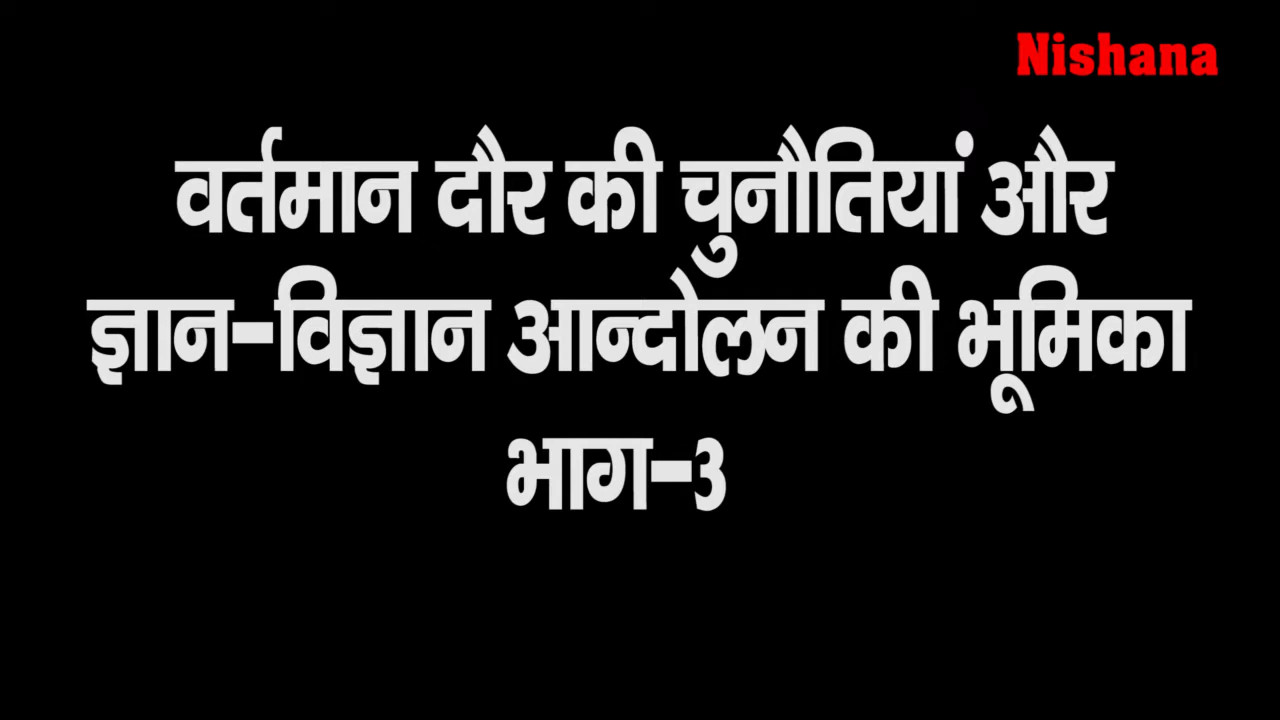 Nishana
वर्तमान दौर की चुनौतियां और
ज्ञान-विज्ञान आन्दोलन की भूमिका
भाग-3